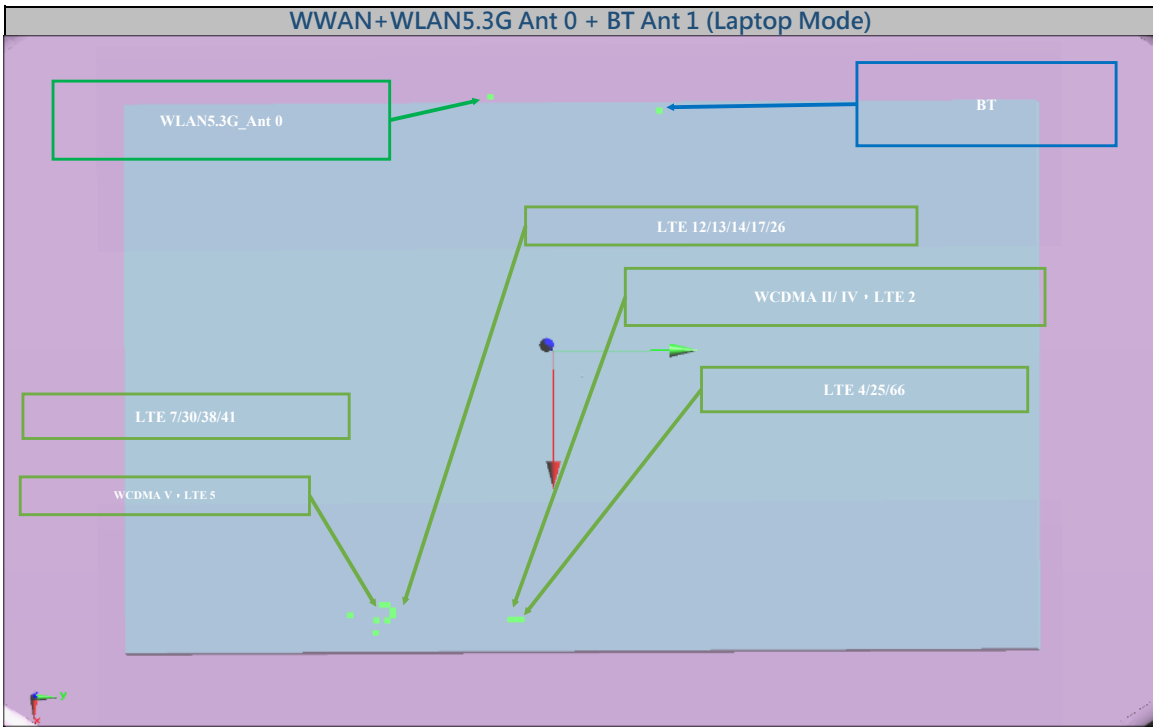 WWAN+WLAN5.3G Ant 0 + BT Ant 1 (Laptop Mode)
WLAN5.3G_Ant 0
BT
LTE 12/13/14/17/26
WCDMA II/ IV，LTE 2
LTE 4/25/66
LTE 7/30/38/41
WCDMA V，LTE 5
y
x